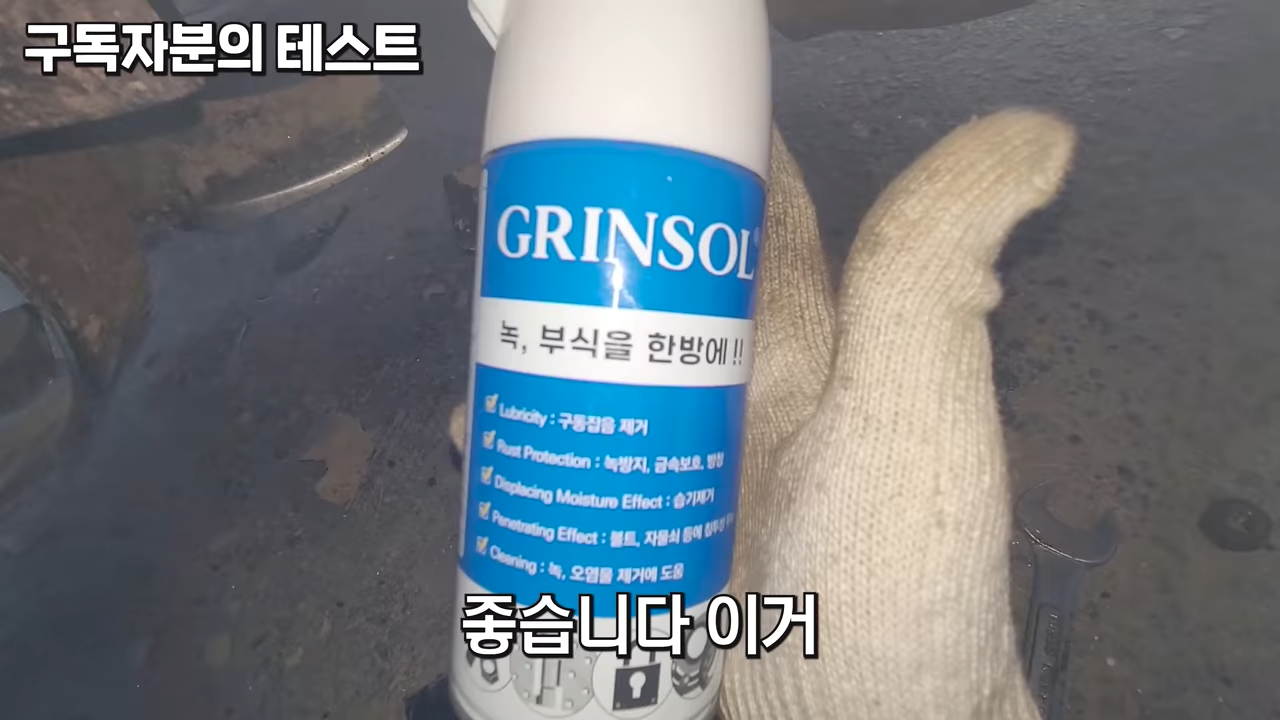 구독자분의 테스트
GRINSOL
녹, 부식을 한방에!!
Lubricity : 구동잡음 제거
Rust Protection : 녹방지, 금속보호, 방청
Displacing Moisture Effect : 습기제거
Penetrating Effect : 볼트, 자물쇠 등에 침투성
Cleaning : 녹, 오염물 제거에 도움
좋습니다 이거